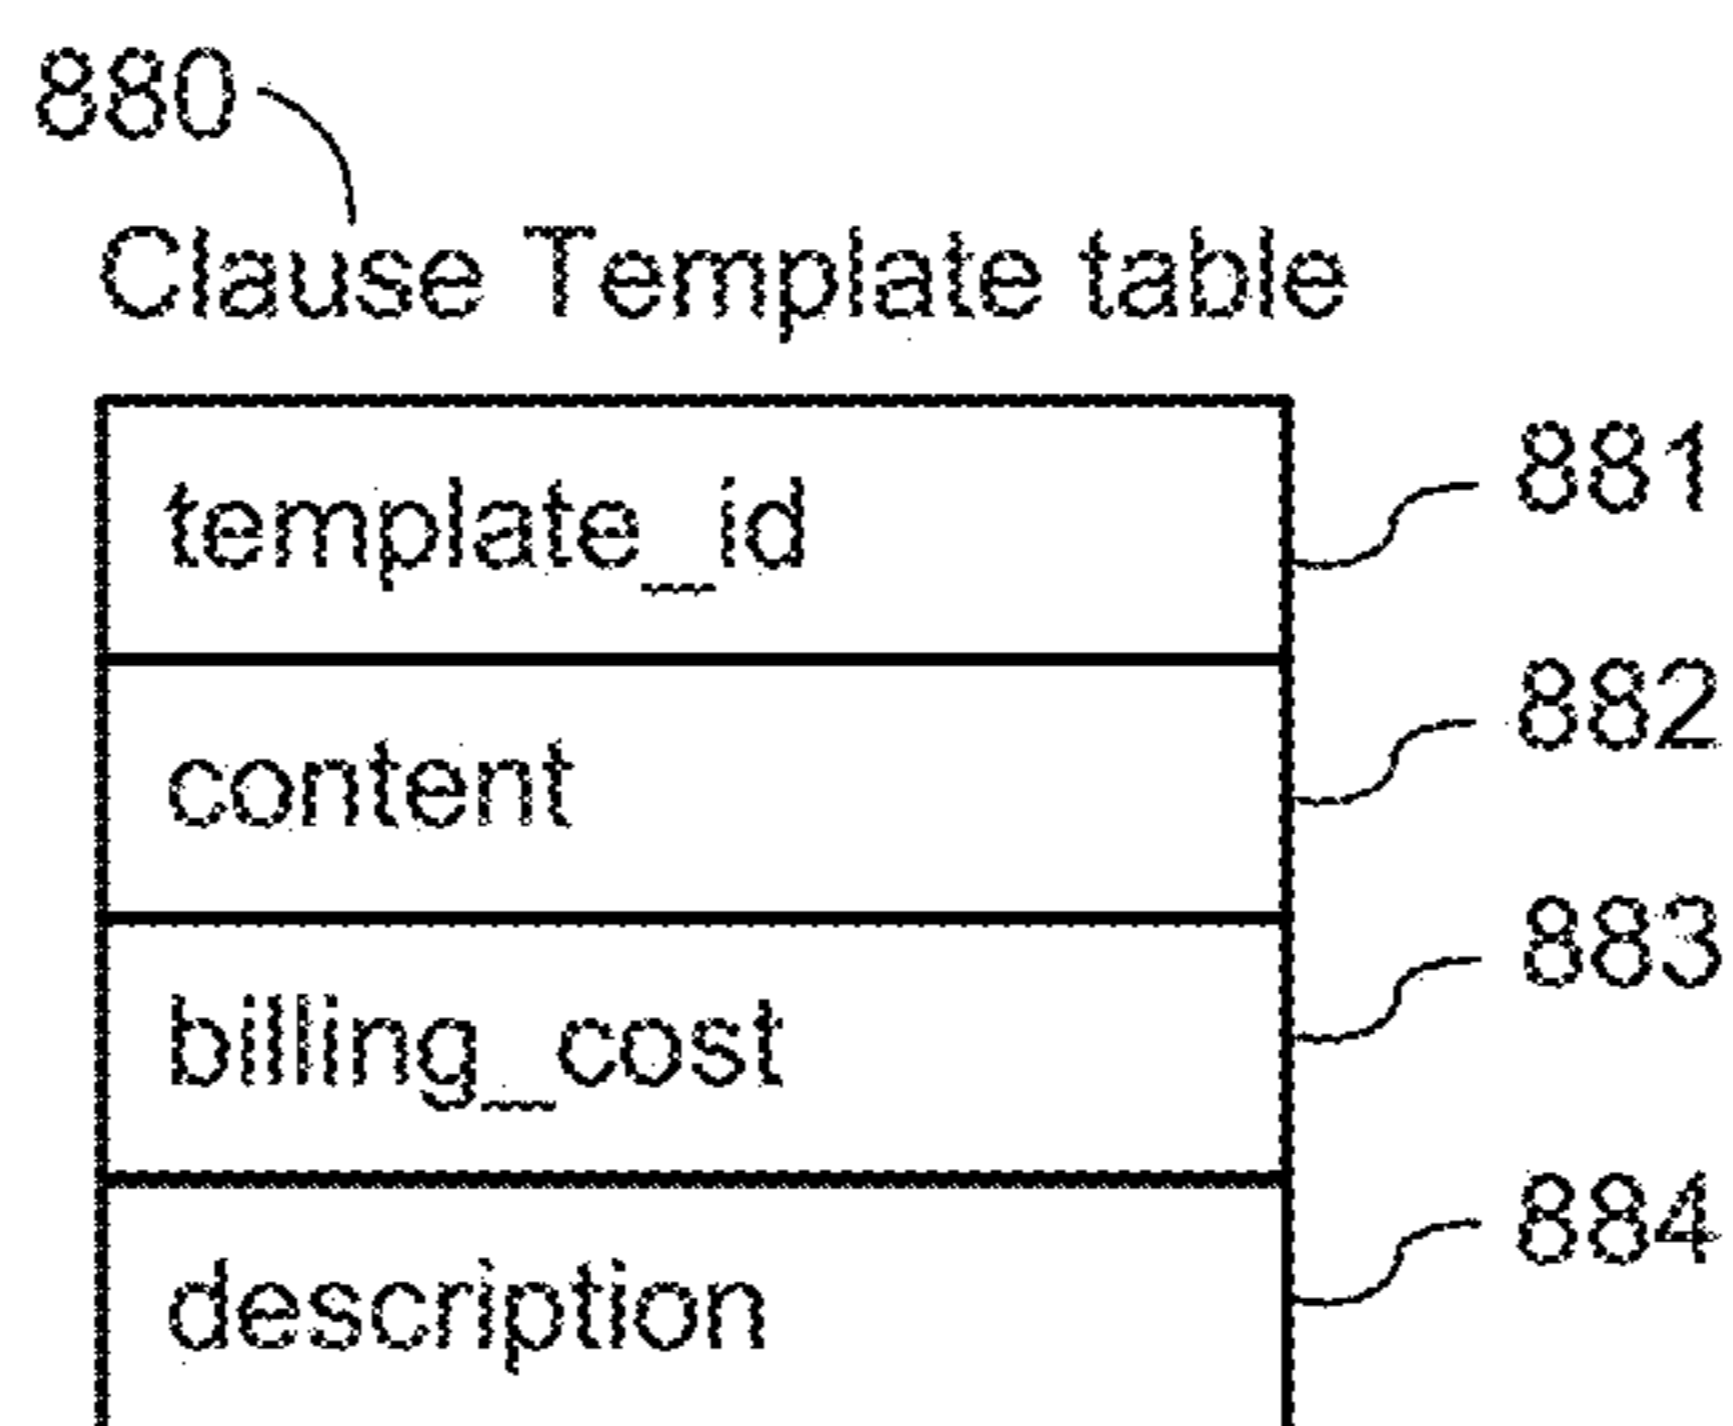 880
Clause Template table
template_id 881
content 882
billing_cost 883
description 884